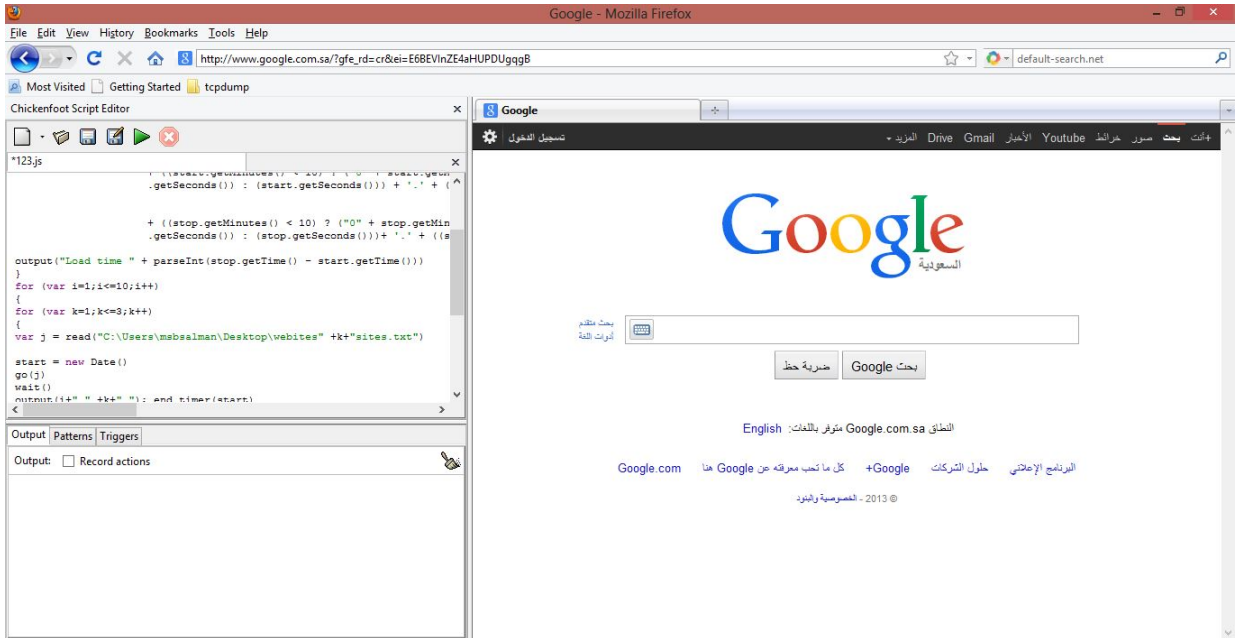 Google - Mozilla Firefox
File Edit View History Bookmarks Tools Help
http://www.google.com.sa/?gfe_rd=cr&ei=E6BEVInZE4aHUPDUgqgB
default-search.net
Most Visited Getting Started tcpdump
Chickenfoot Script Editor
*123.js
.getSeconds()) : (start.getSeconds())) + '.' + (
+ ((stop.getMinutes() < 10) ? ("0" + stop.getMin
.getSeconds()) : (stop.getSeconds()))+ '.' + ((s
output("Load time " + parseInt(stop.getTime() - start.getTime()))
}
for (var i=1;i<=10;i++)
{
for (var k=1;k<=3;k++)
{
var j = read("C:\Users\msbsalman\Desktop\webites" +k+"sites.txt")
start = new Date()
go(j)
wait()
output(i+" " +k+" "); end_timer(start)
Output Patterns Triggers
Output: Record actions
Google
+أنت بحث صور خرائط Youtube الأخبار Gmail Drive المزيد
تسجيل الدخول
Google
السعودية
بحث متقدم
أدوات اللغة
بحث Google ضربة حظ
النطاق Google.com.sa متوفر باللغات: English
البرنامج الإعلاني حلول الشركات Google+ كل ما تحب معرفته عن Google هنا Google.com
© 2013 - الخصوصية والبنود